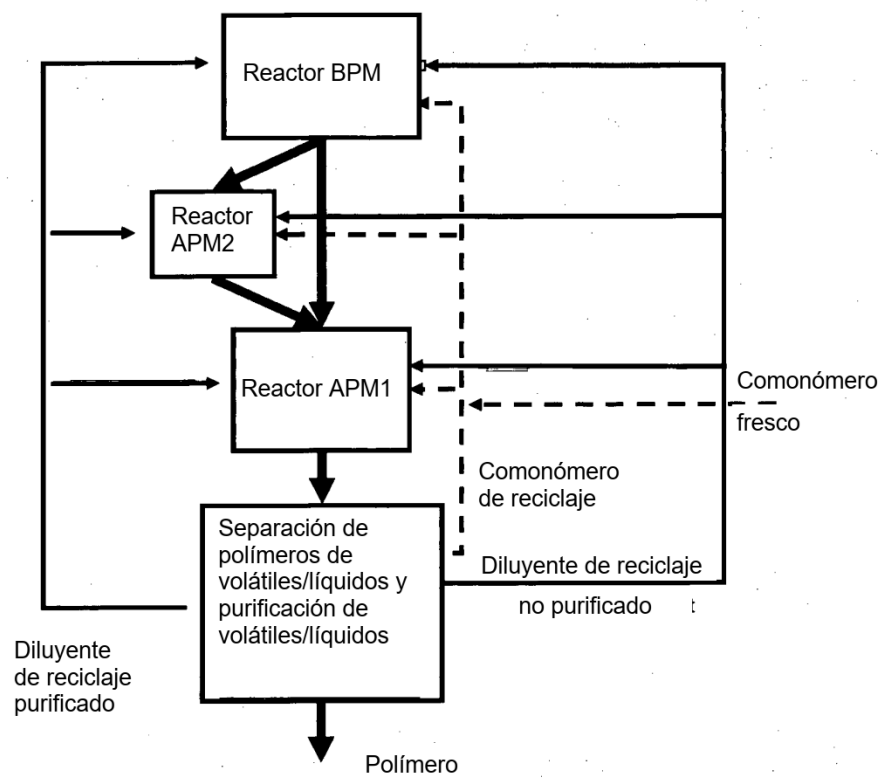 Reactor BPM
Reactor
APM2
Reactor APM1
Comonómero
fresco
Comonómero
de reciclaje
Separación de
polímeros de
volátiles/líquidos y
purificación de
volátiles/líquidos
Diluyente de reciclaje
no purificado t
Diluyente
de reciclaje
purificado
Polímero